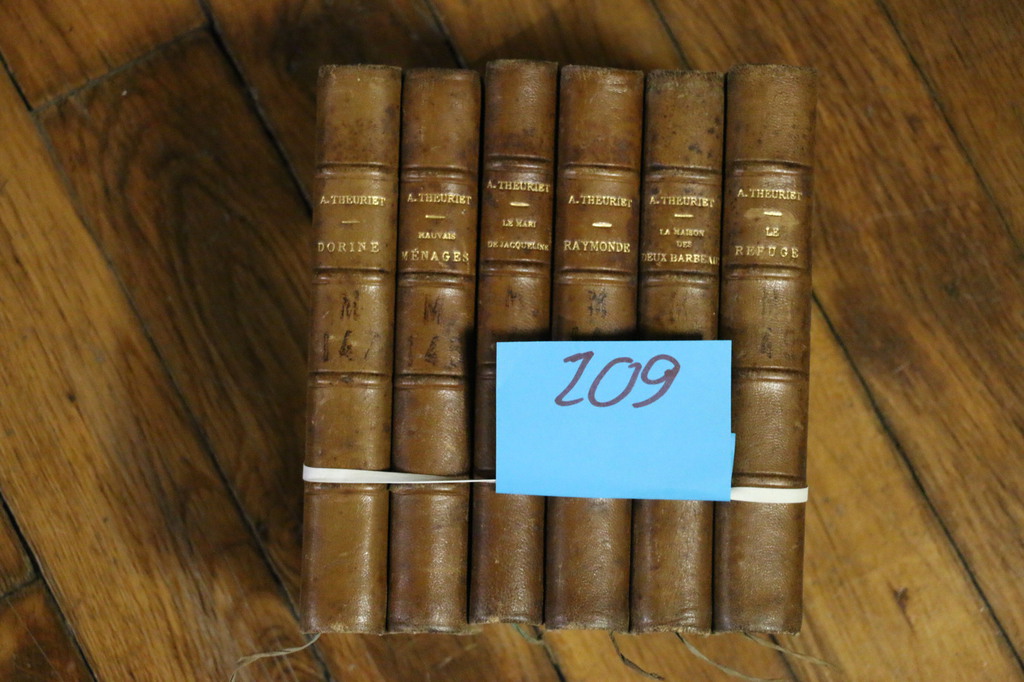 A. THEURIET
DORINE
M
147
A. THEURIET
MAUVAIS
MÉNAGES
M
A. THEURIET
LE MARI
DE JACQUELINE
M
A. THEURIET
RAYMONDE
M
A. THEURIET
LA MAISON
DES
DEUX BARBEAUX
M
A. THEURIET
LE
REFUGE
209